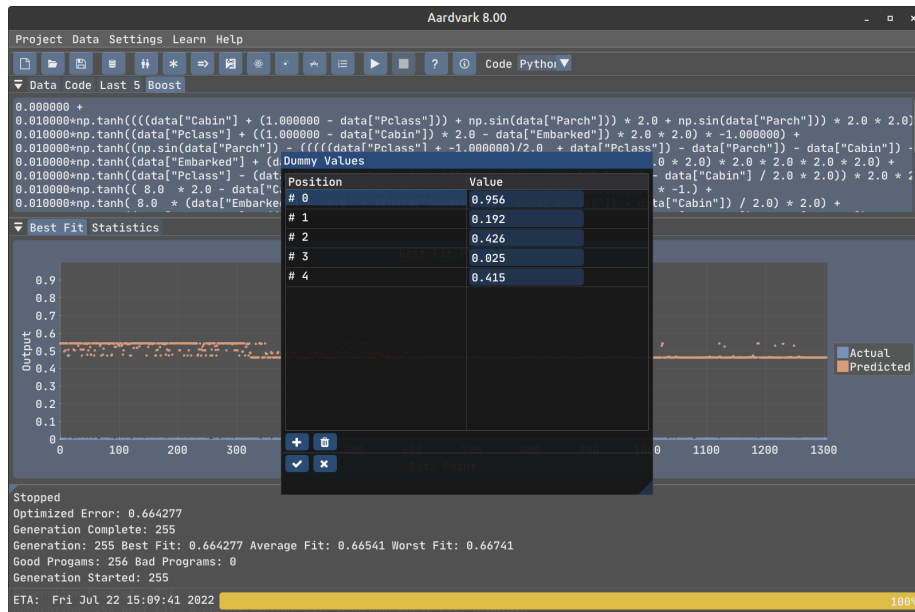 Aardvark 8.00
Project Data Settings Learn Help
Code Python
Data Code Last 5 Boost
0.000000 +
0.010000*np.tanh((((data["Cabin"] + (1.000000 - data["Pclass"])) + np.sin(data["Parch"])) * 2.0 + np.sin(data["Parch"])) * 2.0 * 2.0)
0.010000*np.tanh((data["Pclass"] + ((1.000000 - data["Cabin"]) * 2.0 - data["Embarked"]) * 2.0 * 2.0) * -1.000000) +
0.010000*np.tanh((np.sin(data["Parch"]) - (((((data["Pclass"] + -1.000000)/2.0 + data["Pclass"]) - data["Parch"]) - data["Cabin"]) -
0.010000*np.tanh((data["Embarked"] + (d .0 * 2.0) * 2.0 * 2.0 * 2.0) +
0.010000*np.tanh((data["Pclass"] - (dat - data["Cabin"] / 2.0 * 2.0)) * 2.0 * 2
0.010000*np.tanh(( 8.0 * 2.0 - data["C * -1.) +
0.010000*np.tanh( 8.0 * (data["Embarke ta["Cabin"]) / 2.0) * 2.0) +
Dummy Values
Position Value
# 0 0.956
# 1 0.192
# 2 0.426
# 3 0.025
# 4 0.415
Best Fit Statistics
Best Fit
0.9
0.8
0.7
0.6
0.5
0.4
0.3
0.2
0.1
0
Output
Actual
Predicted
0 100 200 300 0 1100 1200 1300
Data Point
Stopped
Optimized Error: 0.664277
Generation Complete: 255
Generation: 255 Best Fit: 0.664277 Average Fit: 0.66541 Worst Fit: 0.66741
Good Progams: 256 Bad Programs: 0
Generation Started: 255
ETA: Fri Jul 22 15:09:41 2022 100%